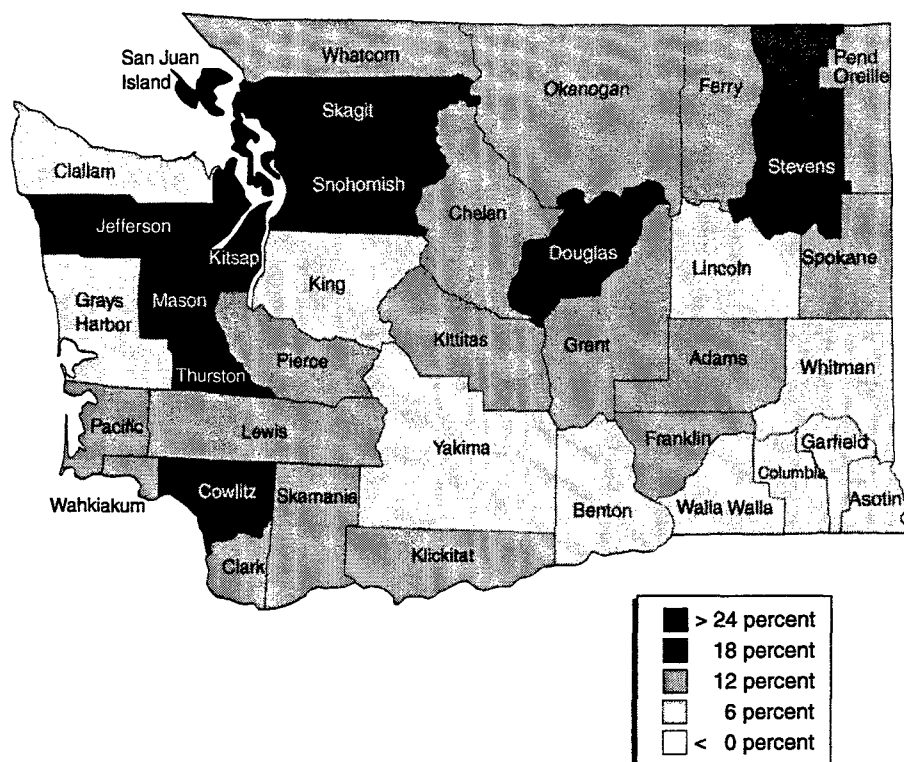 San Juan
Island
Whatcom
Skagit
Okanogan
Ferry
Pend
Oreille
Stevens
Clallam
Snohomish
Chelan
Jefferson
Kitsap
Douglas
Lincoln
Spokane
King
Grays
Harbor
Mason
Kittitas
Grant
Adams
Pierce
Whitman
Thurston
Pacific
Lewis
Yakima
Franklin
Garfield
Columbia
Asotin
Wahkiakum
Cowlitz
Skamania
Benton
Walla Walla
Clark
Klickitat
> 24 percent
18 percent
12 percent
6 percent
< 0 percent